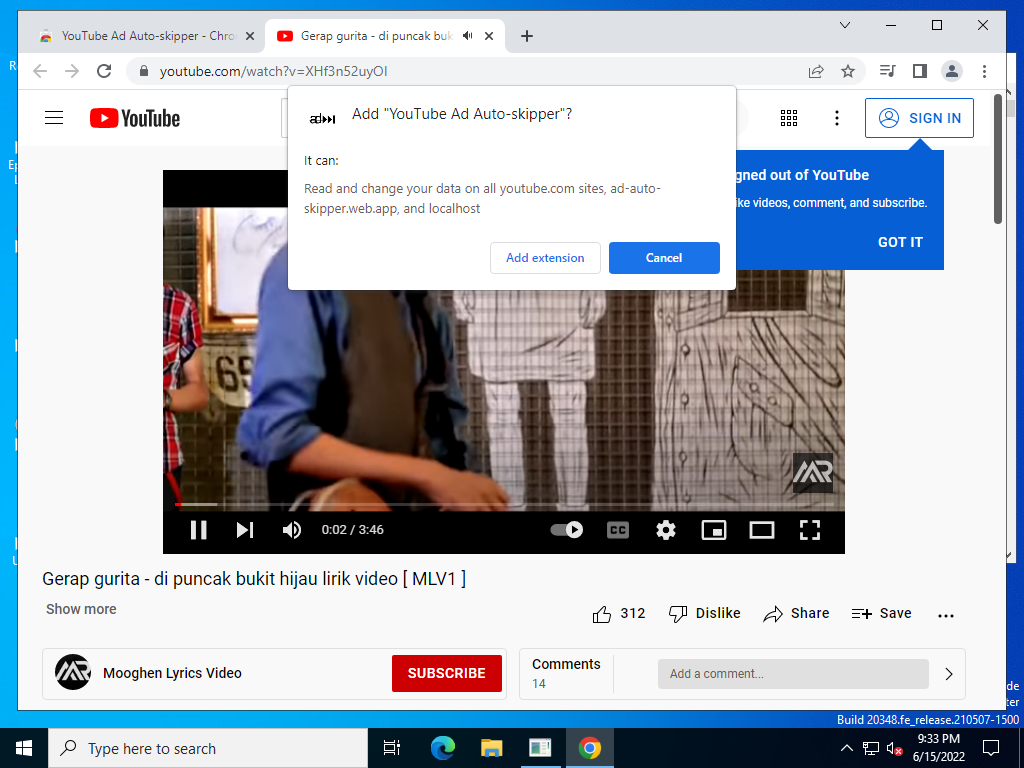 YouTube Ad Auto-skipper - Chro
Gerap gurita - di puncak buk
youtube.com/watch?v=XHf3n52uyOI
YouTube
SIGN IN
Add "YouTube Ad Auto-skipper"?
It can:
Read and change your data on all youtube.com sites, ad-auto-
skipper.web.app, and localhost
Add extension
Cancel
gned out of YouTube
ike videos, comment, and subscribe.
GOT IT
0:02 / 3:46
CC
Gerap gurita - di puncak bukit hijau lirik video [ MLV1 ]
Show more
312
Dislike
Share
Save
Mooghen Lyrics Video
SUBSCRIBE
Comments
14
Add a comment...
Build 20348.fe_release.210507-1500
Type here to search
9:33 PM
6/15/2022